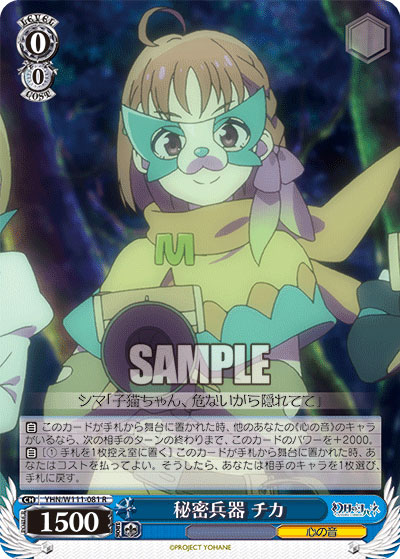 LEVEL
0
0
COST
M
SAMPLE
シマ「子猫ちゃん、危ないから隠れてて」
自 このカードが手札から舞台に置かれた時、他のあなたの《心の音》のキャラ
がいるなら、次の相手のターンの終わりまで、このカードのパワーを+2000。
自 [① 手札を1枚控え室に置く] このカードが手札から舞台に置かれた時、あ
なたはコストを払ってよい。そうしたら、あなたは相手のキャラを1枚選び、
手札に戻す。
CH YHN/W111-081 R
1500
秘密兵器 チカ
心の音
©PROJECT YOHANE